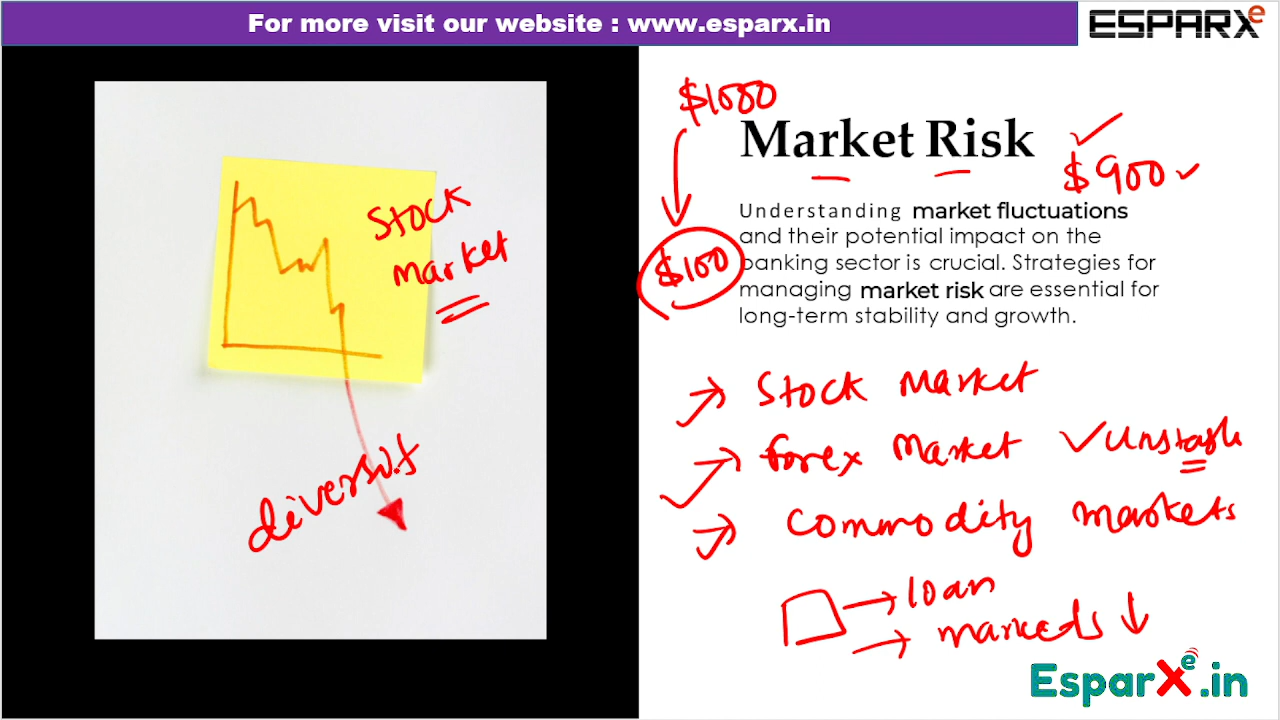 For more visit our website : www.esparx.in
ESPARXe
$1000
Market Risk
$900
Understanding market fluctuations
and their potential impact on the
$100
banking sector is crucial. Strategies for
managing market risk are essential for
long-term stability and growth.
Stock
market
Stock Market
Forex Market
Commodity markets
loan
markets
EsparXe.in